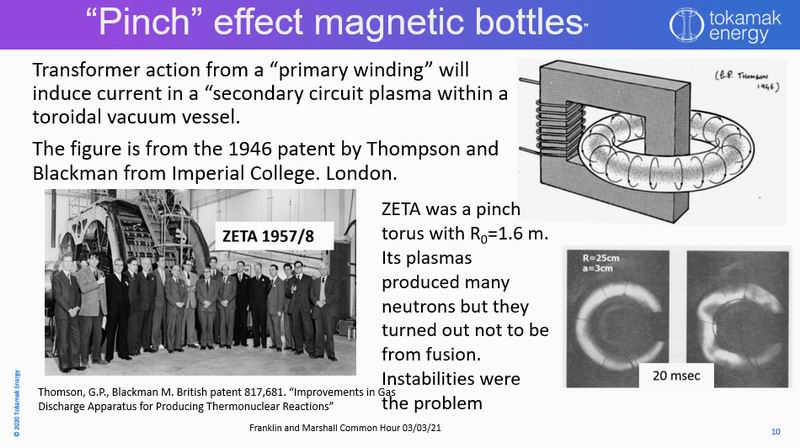 “Pinch” effect magnetic bottles”
tokamak
energy
Transformer action from a “primary winding” will
induce current in a “secondary circuit plasma within a
toroidal vacuum vessel.
The figure is from the 1946 patent by Thompson and
Blackman from Imperial College. London.
(G.P. THOMSON
1946)
ZETA 1957/8
ZETA was a pinch
torus with R₀=1.6 m.
Its plasmas
produced many
neutrons but they
turned out not to be
from fusion.
Instabilities were
the problem
R=25cm
a=3cm
20 msec
Thomson, G.P., Blackman M. British patent 817,681. “Improvements in Gas
Discharge Apparatus for Producing Thermonuclear Reactions”
© 2020 Tokamak Energy
Franklin and Marshall Common Hour 03/03/21
10